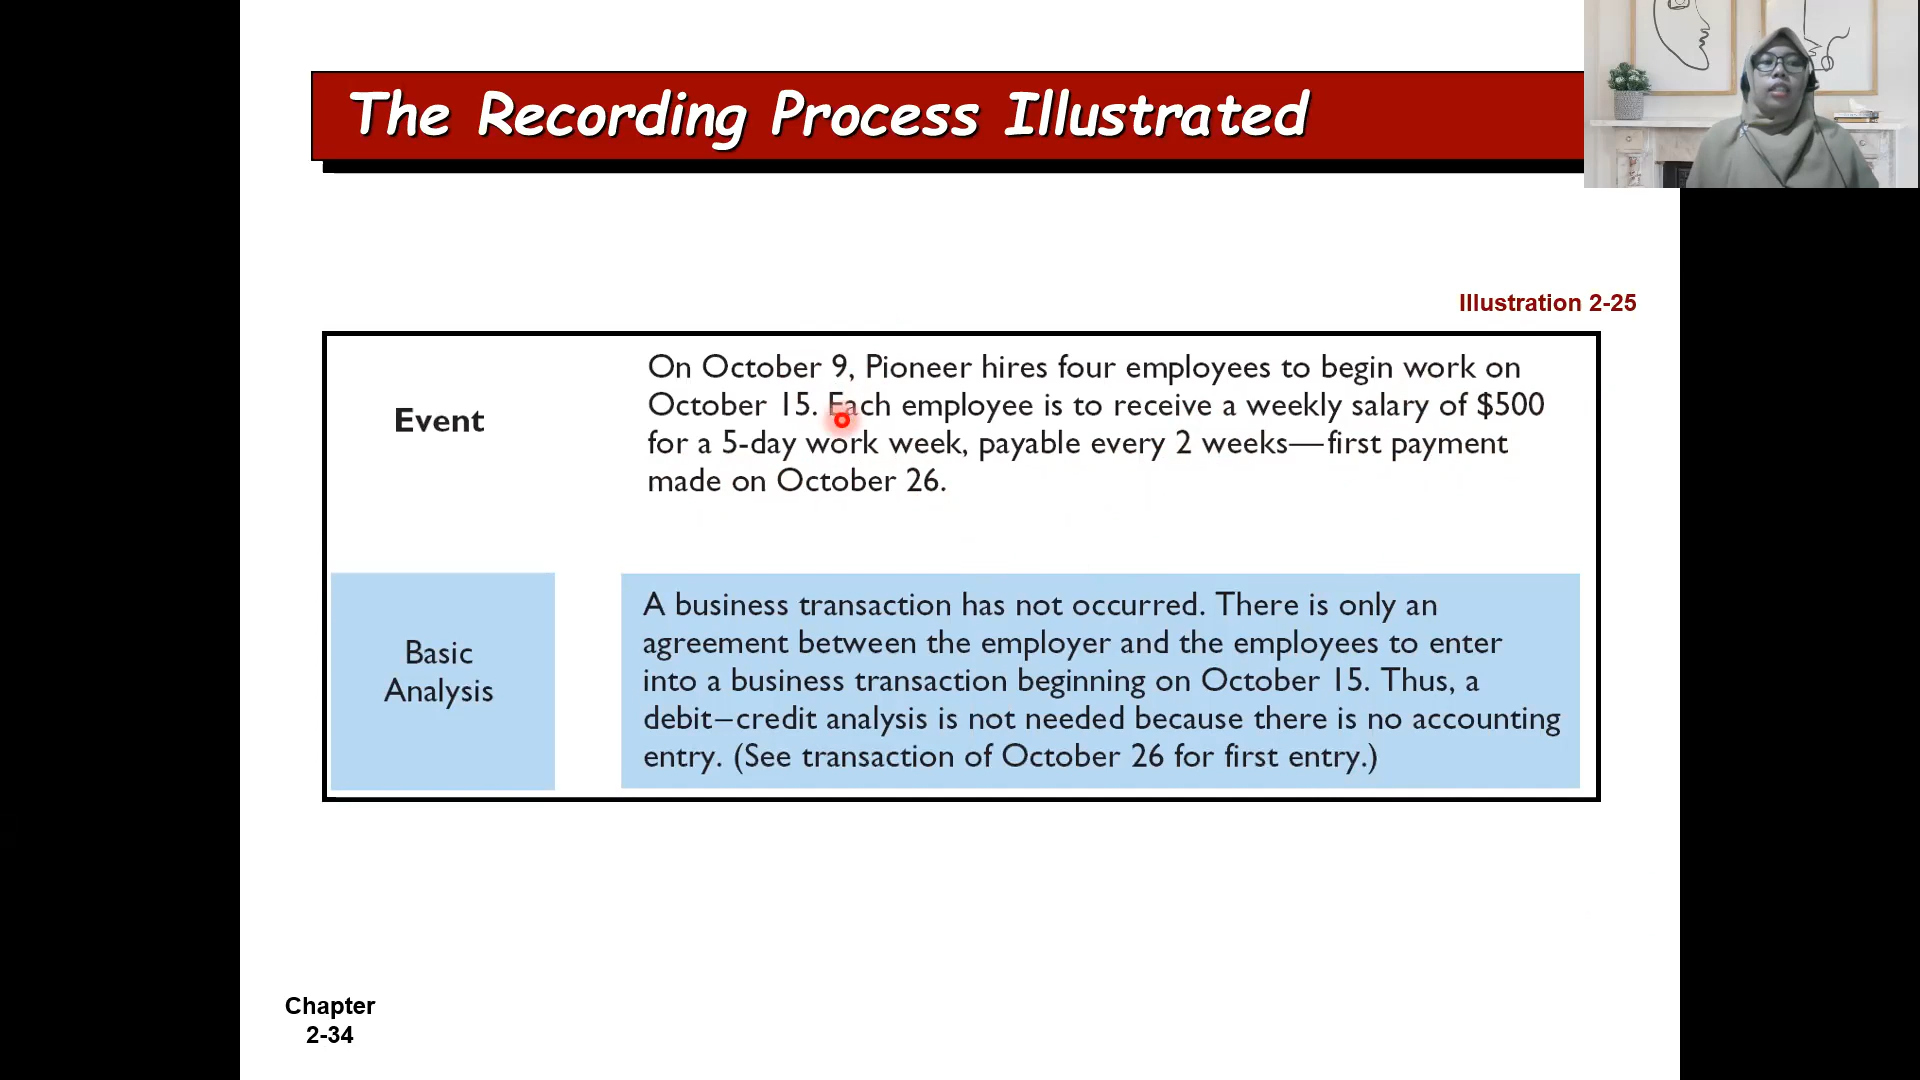 The Recording Process Illustrated
Illustration 2-25
Event
On October 9, Pioneer hires four employees to begin work on
October 15. Each employee is to receive a weekly salary of $500
for a 5-day work week, payable every 2 weeks—first payment
made on October 26.
Basic
Analysis
A business transaction has not occurred. There is only an
agreement between the employer and the employees to enter
into a business transaction beginning on October 15. Thus, a
debit–credit analysis is not needed because there is no accounting
entry. (See transaction of October 26 for first entry.)
Chapter
2-34